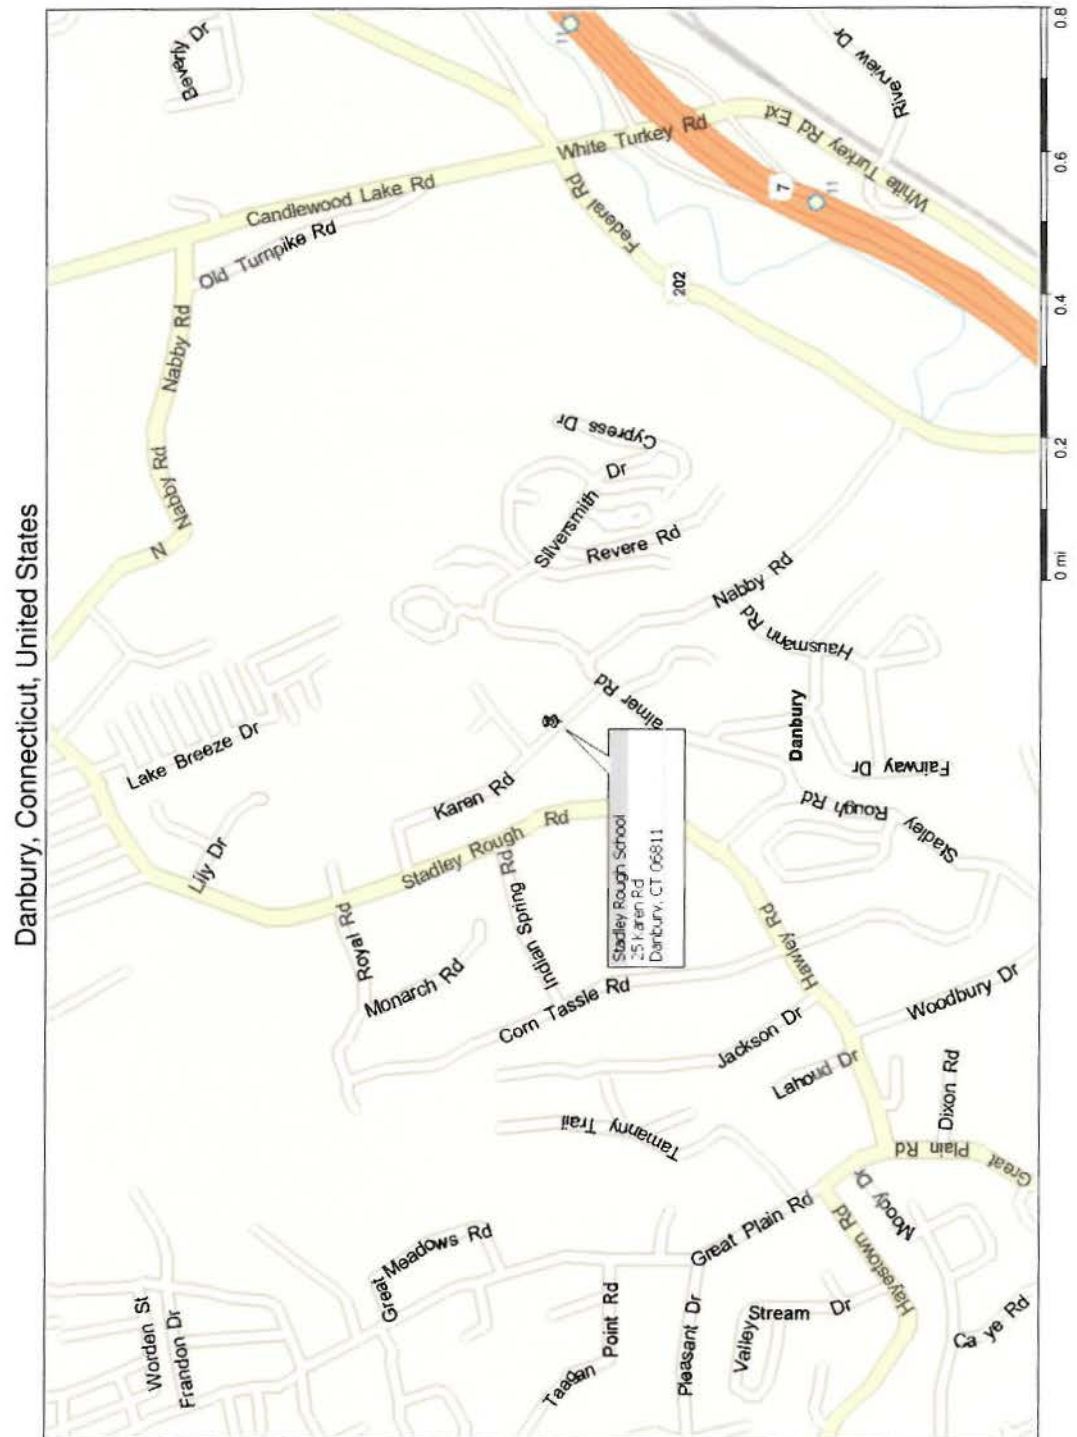 Danbury, Connecticut, United States
Beverly Dr
Riverview Dr
11
White Turkey Rd
White Turkey Rd Ext
Candlewood Lake Rd
Federal Rd
7
11
Old Turnpike Rd
202
Nabby Rd
Nabby Rd
N
Cypress Dr
Silversmith Dr
Revere Rd
Nabby Rd
Hausmann Rd
Lake Breeze Dr
almer Rd
Danbury
Fairway Dr
Karen Rd
Stadley Rough Rd
Stadley Rough Rd
Lily Dr
Stadley Rough School
25 Karen Rd
Danbury, CT 06811
Royal Rd
Indian Spring Rd
Hawley Rd
Monarch Rd
Corn Tassle Rd
Woodbury Dr
Jackson Dr
Lahoud Dr
Dixon Rd
Tamanny Trail
Great Plain Rd
Moody Dr
Great Plain Rd
Great Meadows Rd
Hayestown Rd
Worden St
Frandon Dr
Point Rd
Pleasant Dr
Valley Stream Dr
Ca ye Rd
0 mi
0.2
0.4
0.6
0.8